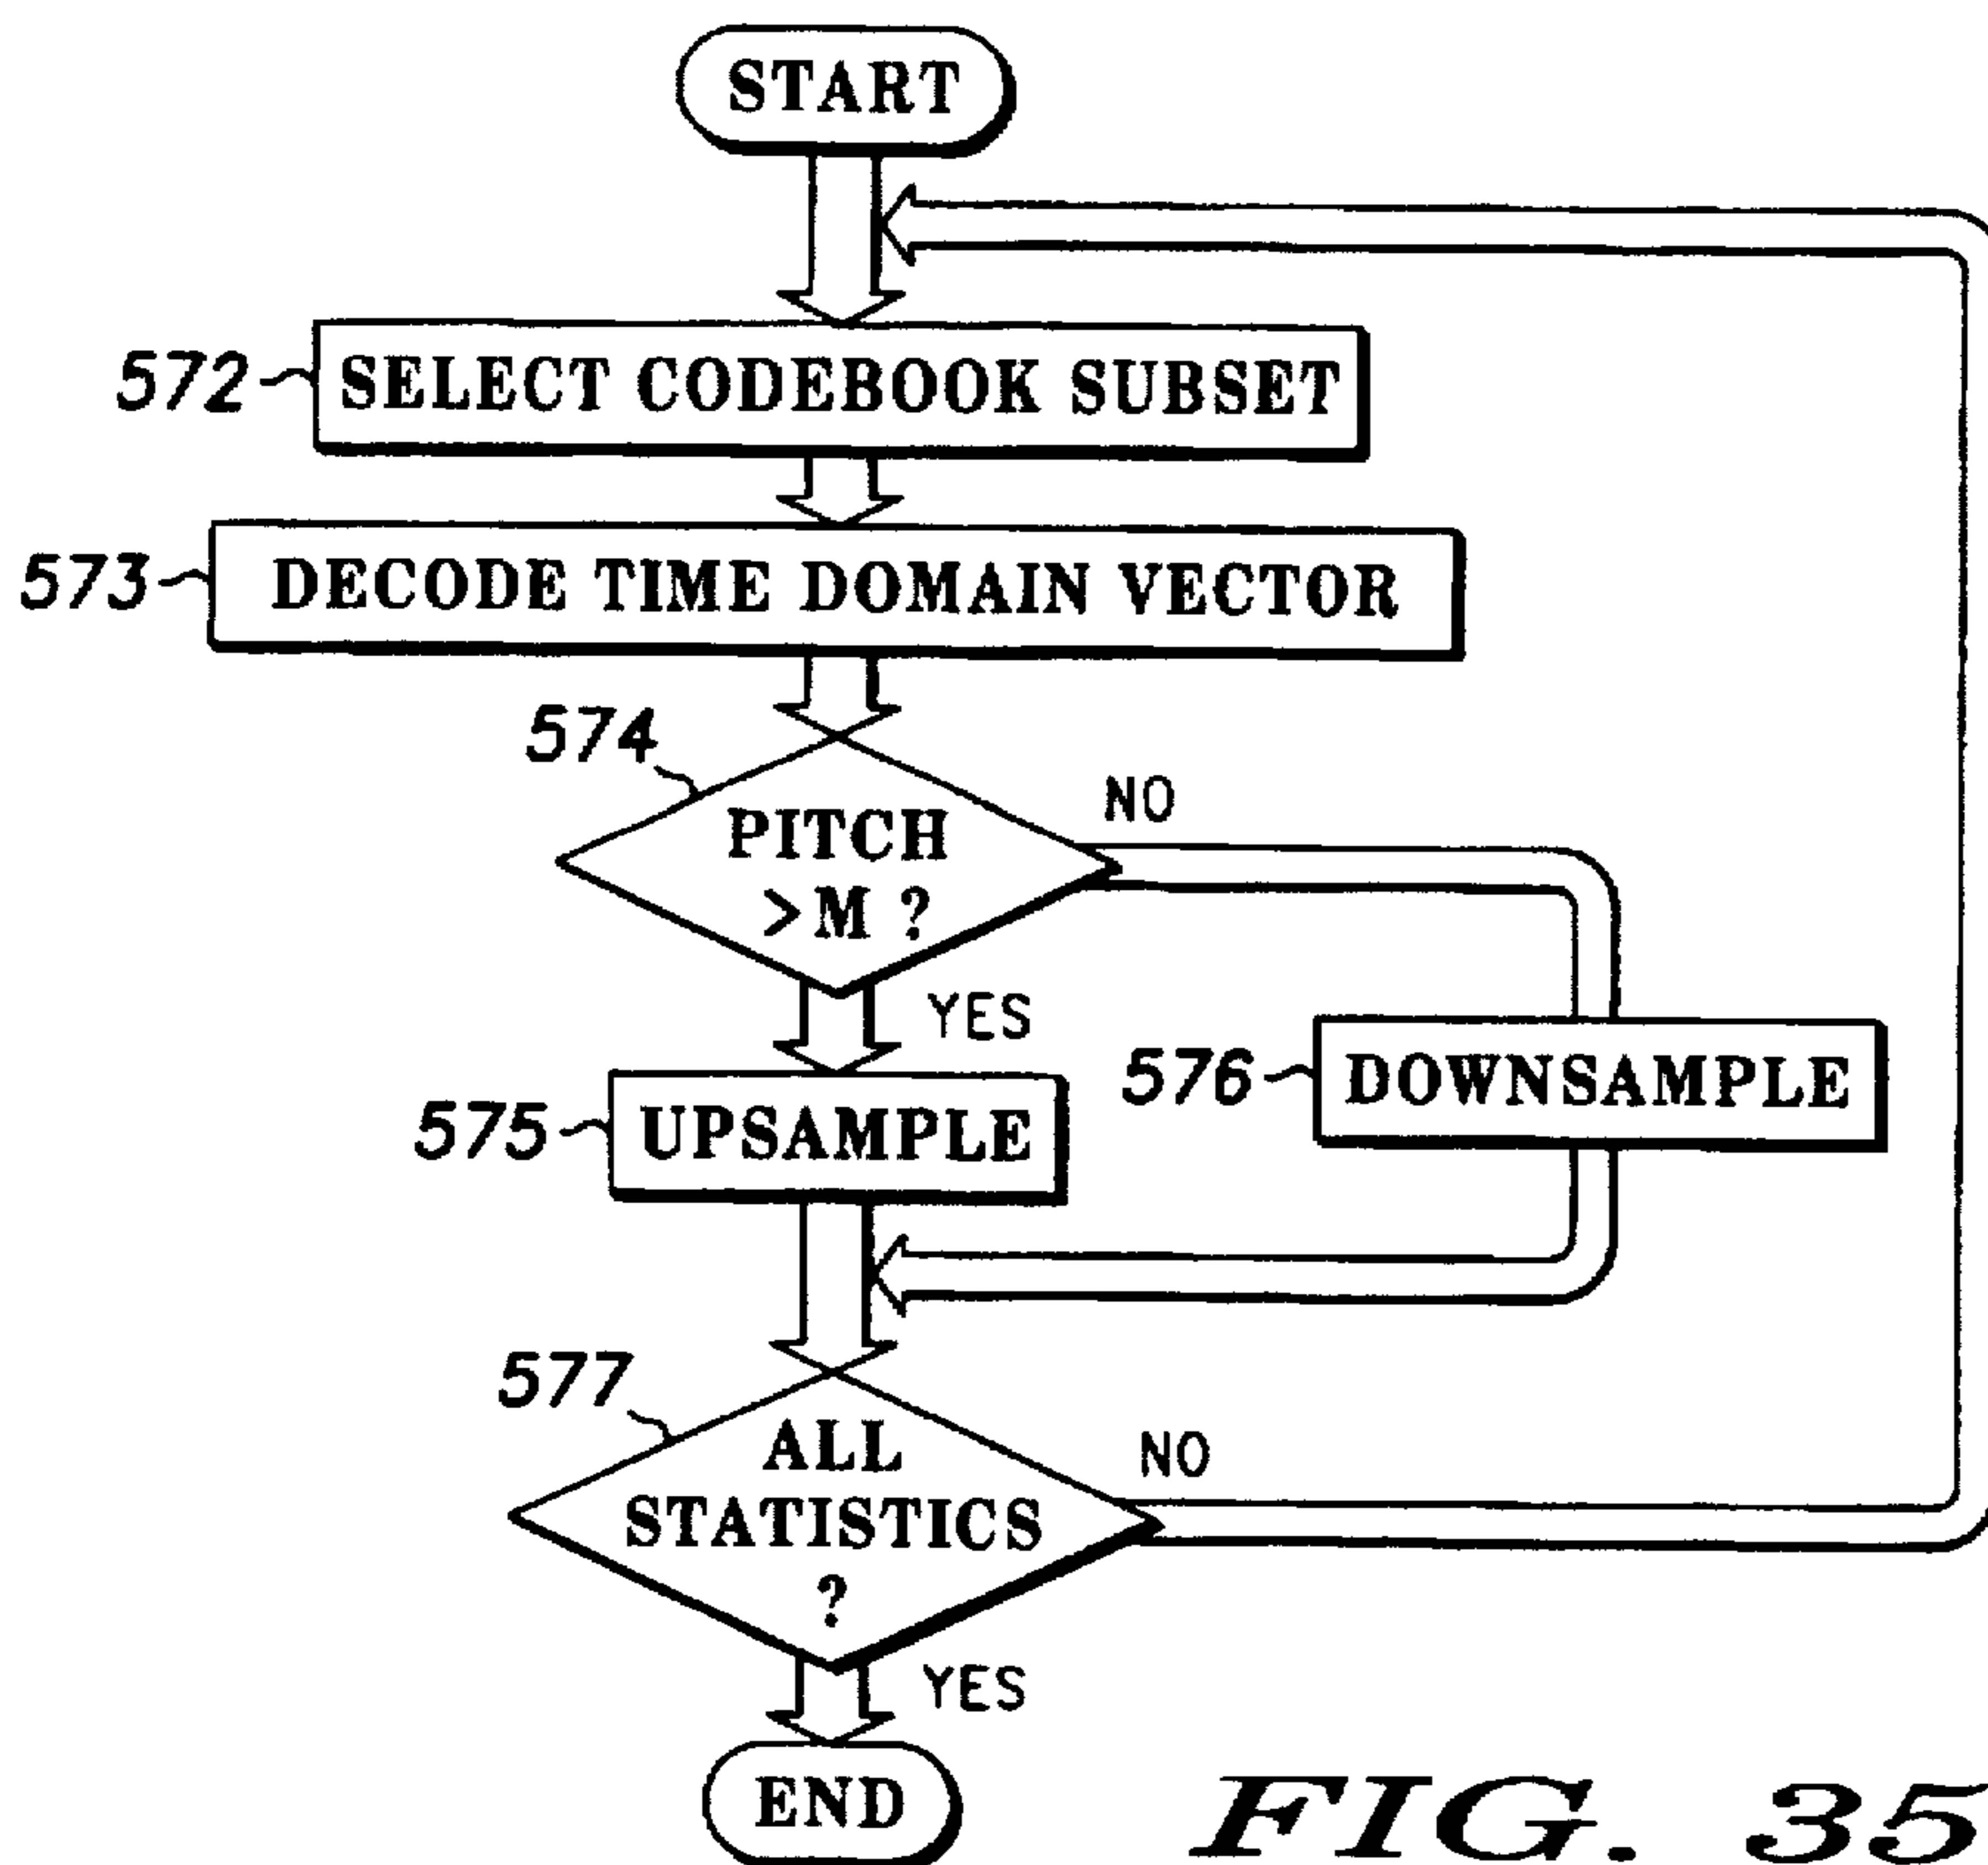 START
572 SELECT CODEBOOK SUBSET
573 DECODE TIME DOMAIN VECTOR
574
PITCH
>M ?
NO
YES
575 UPSAMPLE
576 DOWNSAMPLE
577
ALL
STATISTICS
?
NO
YES
END
FIG. 35